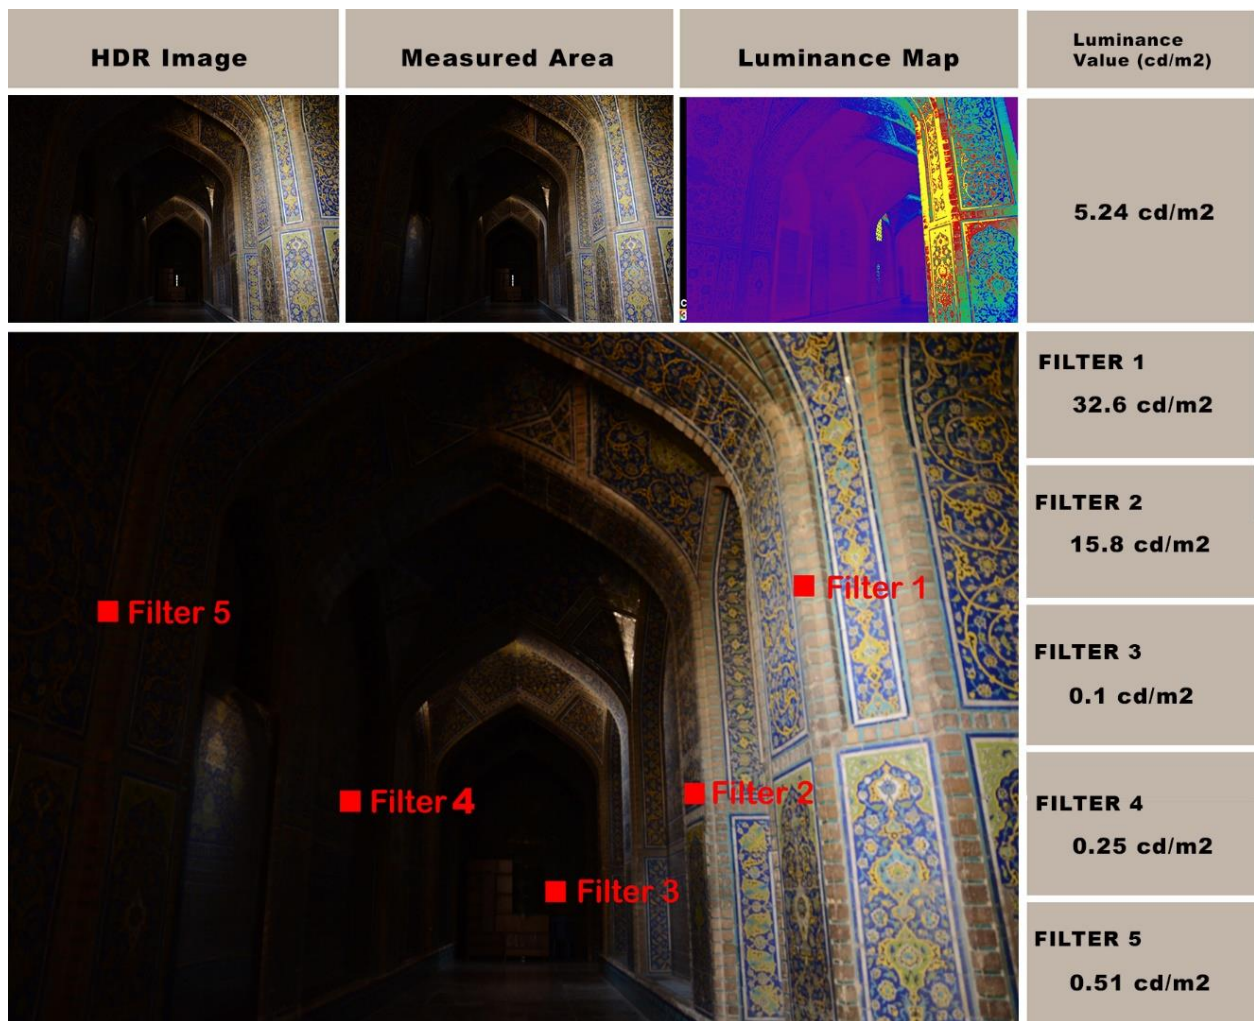 HDR Image
Measured Area
Luminance Map
Luminance
Value (cd/m2)
5.24 cd/m2
FILTER 1
32.6 cd/m2
FILTER 2
15.8 cd/m2
FILTER 3
0.1 cd/m2
FILTER 4
0.25 cd/m2
FILTER 5
0.51 cd/m2
Filter 1
Filter 5
Filter 2
Filter 4
Filter 3